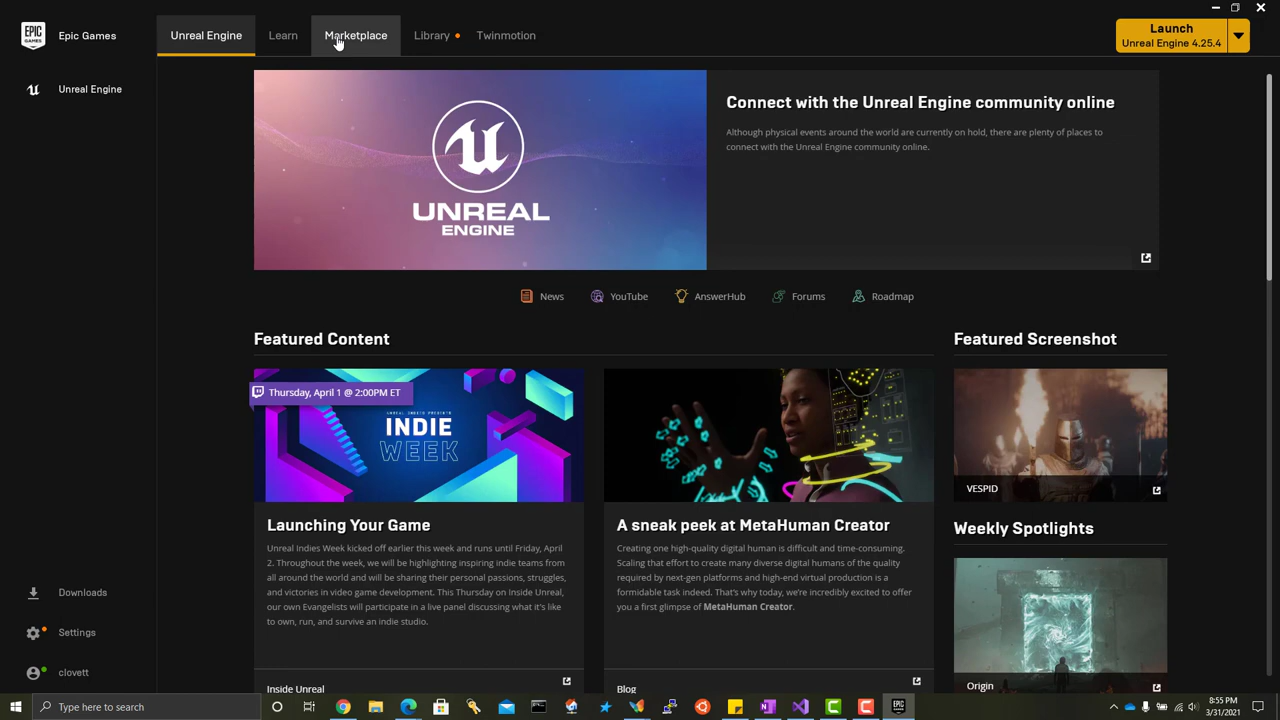 EPIC
GAMES
Epic Games
Unreal Engine
Learn
Marketplace
Library
Twinmotion
Launch
Unreal Engine 4.25.4
Unreal Engine
UNREAL
ENGINE
Connect with the Unreal Engine community online
Although physical events around the world are currently on hold, there are plenty of places to
connect with the Unreal Engine community online.
News
YouTube
AnswerHub
Forums
Roadmap
Featured Content
Featured Screenshot
Thursday, April 1 @ 2:00PM ET
INDIE
WEEK
Launching Your Game
Unreal Indies Week kicked off earlier this week and runs until Friday, April
2. Throughout the week, we will be highlighting inspiring indie teams from
all around the world and will be sharing their personal passions, struggles,
and victories in video game development. This Thursday on Inside Unreal,
our own Evangelists will participate in a live panel discussing what it's like
to own, run, and survive an indie studio.
Inside Unreal
A sneak peek at MetaHuman Creator
Creating one high-quality digital human is difficult and time-consuming.
Scaling that effort to create many diverse digital humans of the quality
required by next-gen platforms and high-end virtual production is a
formidable task indeed. That's why today, we're incredibly excited to offer
you a first glimpse of MetaHuman Creator.
Blog
VESPID
Weekly Spotlights
Origin
Downloads
Settings
clovett
Type here to search
8:55 PM
3/31/2021